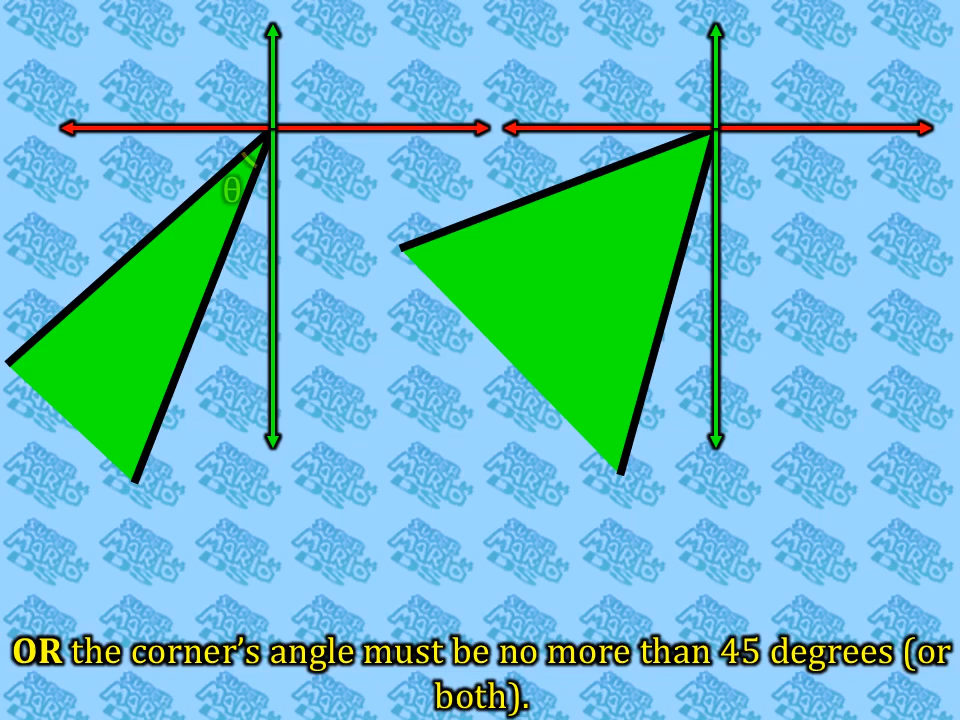 θ
OR the corner’s angle must be no more than 45 degrees (or
both).